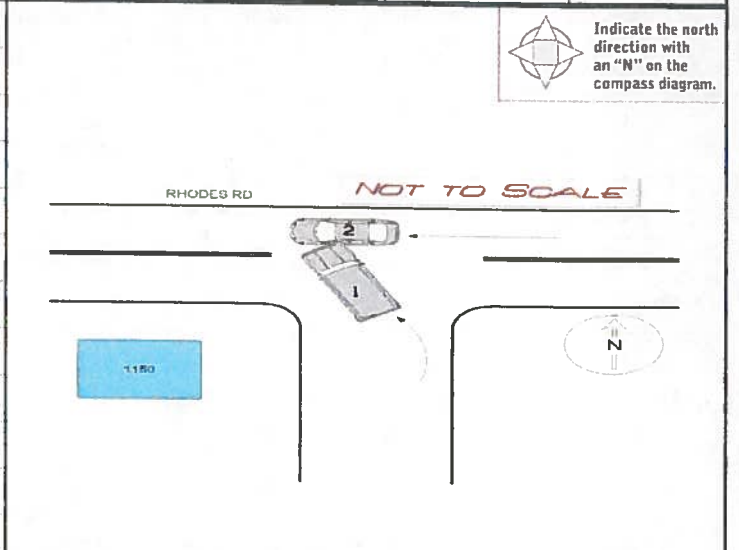 Indicate the north
direction with
an "N" on the
compass diagram.
RHODES RD
NOT TO SCALE
2
1
N
1150